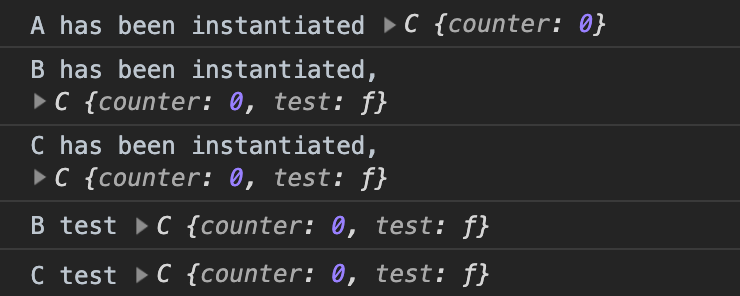 A has been instantiated ▶C {counter: 0}
B has been instantiated,
▶C {counter: 0, test: ƒ}
C has been instantiated,
▶C {counter: 0, test: ƒ}
B test ▶C {counter: 0, test: ƒ}
C test ▶C {counter: 0, test: ƒ}